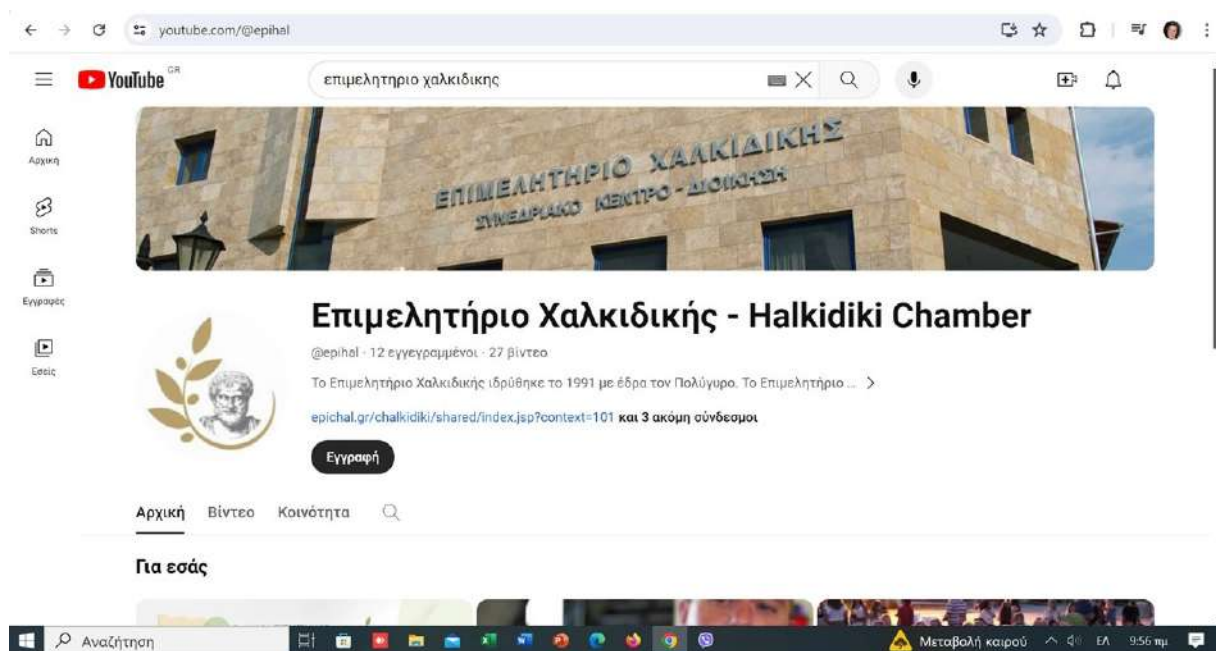 youtube.com/@epihal
YouTube GR
επιμελητηριο χαλκιδικης
Αρχική
Shorts
Εγγραφές
Εσείς
ΕΠΙΜΕΛΗΤΗΡΙΟ ΧΑΛΚΙΔΙΚΗΣ
ΣΥΝΕΔΡΙΑΚΟ ΚΕΝΤΡΟ - ΔΙΟΙΚΗΣΗ
Επιμελητήριο Χαλκιδικής - Halkidiki Chamber
@epihal · 12 εγγεγραμμένοι · 27 βίντεο
Το Επιμελητήριο Χαλκιδικής ιδρύθηκε το 1991 με έδρα τον Πολύγυρο. Το Επιμελητήριο ...
epichal.gr/chalkidiki/shared/index.jsp?context=101 και 3 ακόμη σύνδεσμοι
Εγγραφή
Αρχική Βίντεο Κοινότητα
Για εσάς
Αναζήτηση
Μεταβολή καιρού ΕΛ 9:56 πμ